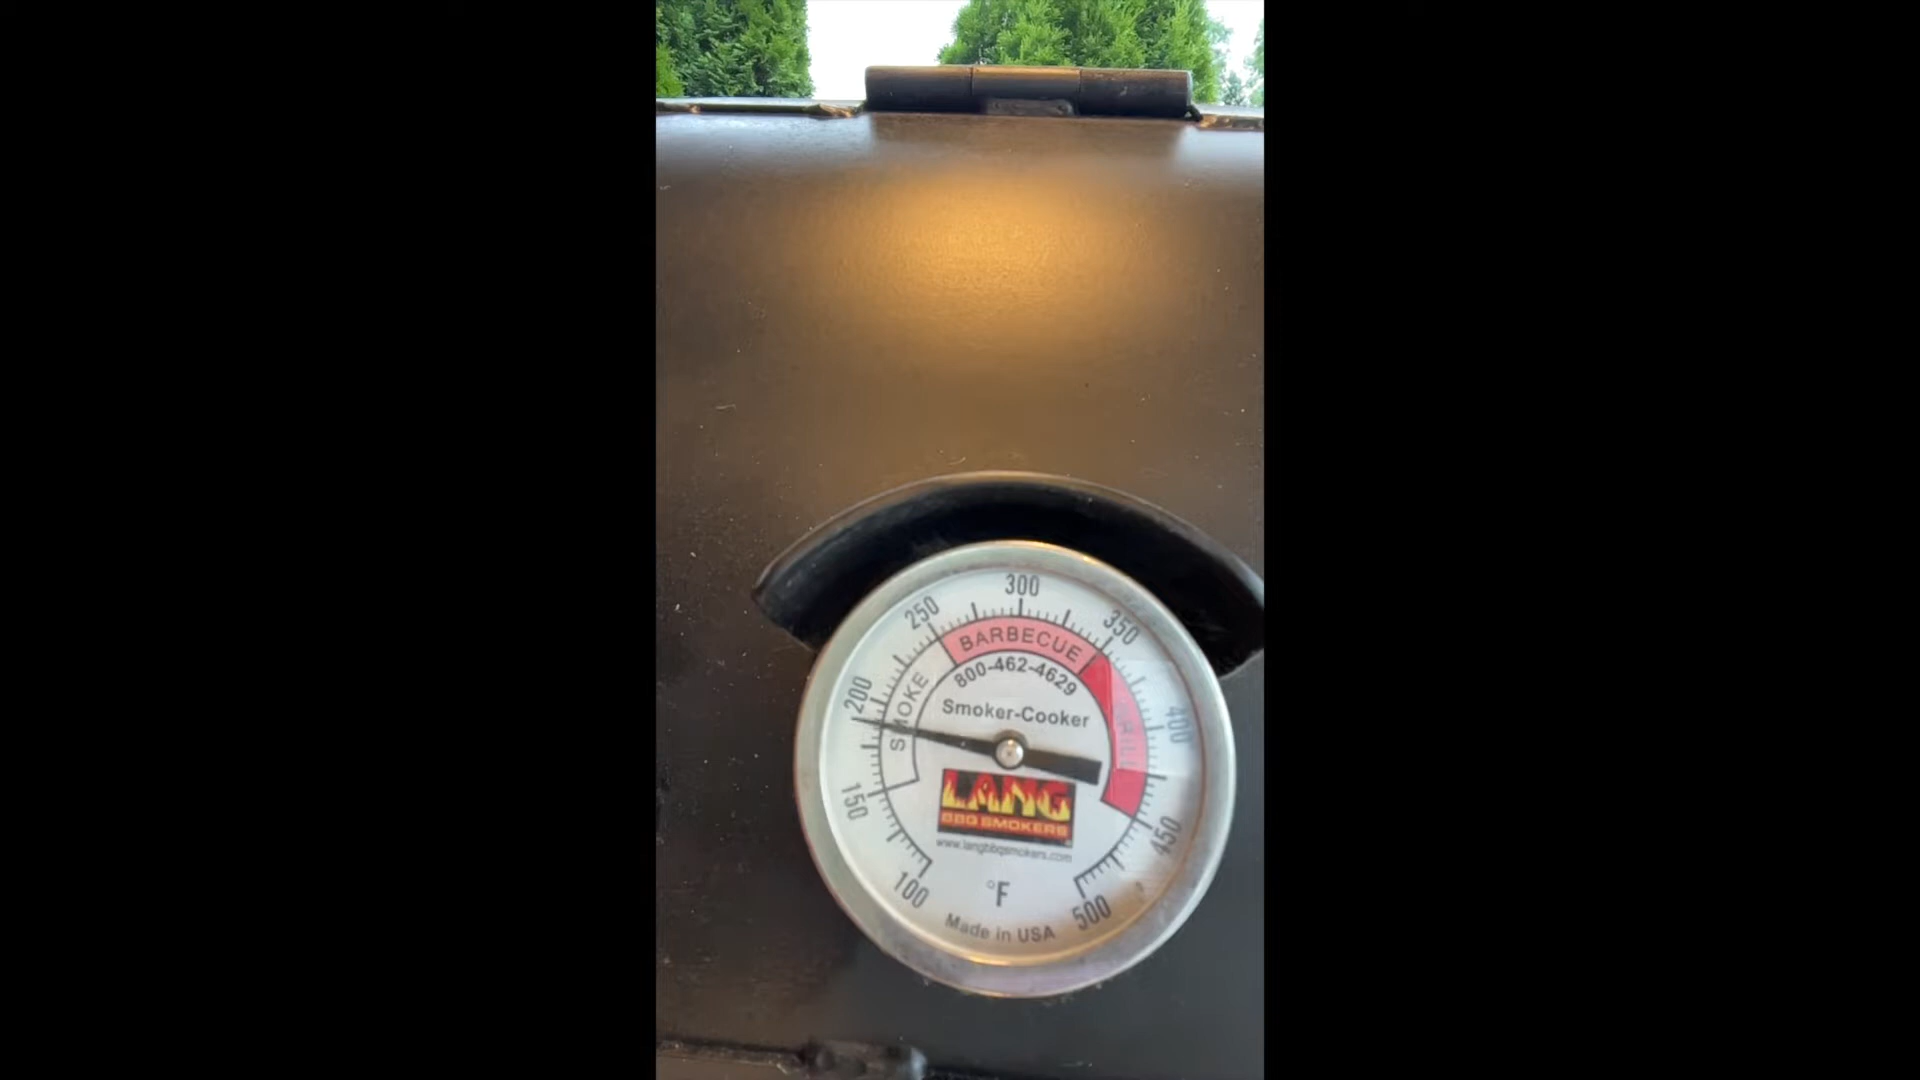 300
250
350
200
400
150
450
100
500
BARBECUE
SMOKE
GRILL
800-462-4629
Smoker-Cooker
LANG
BBQ SMOKERS
www.langbbqsmokers.com
°F
Made in USA